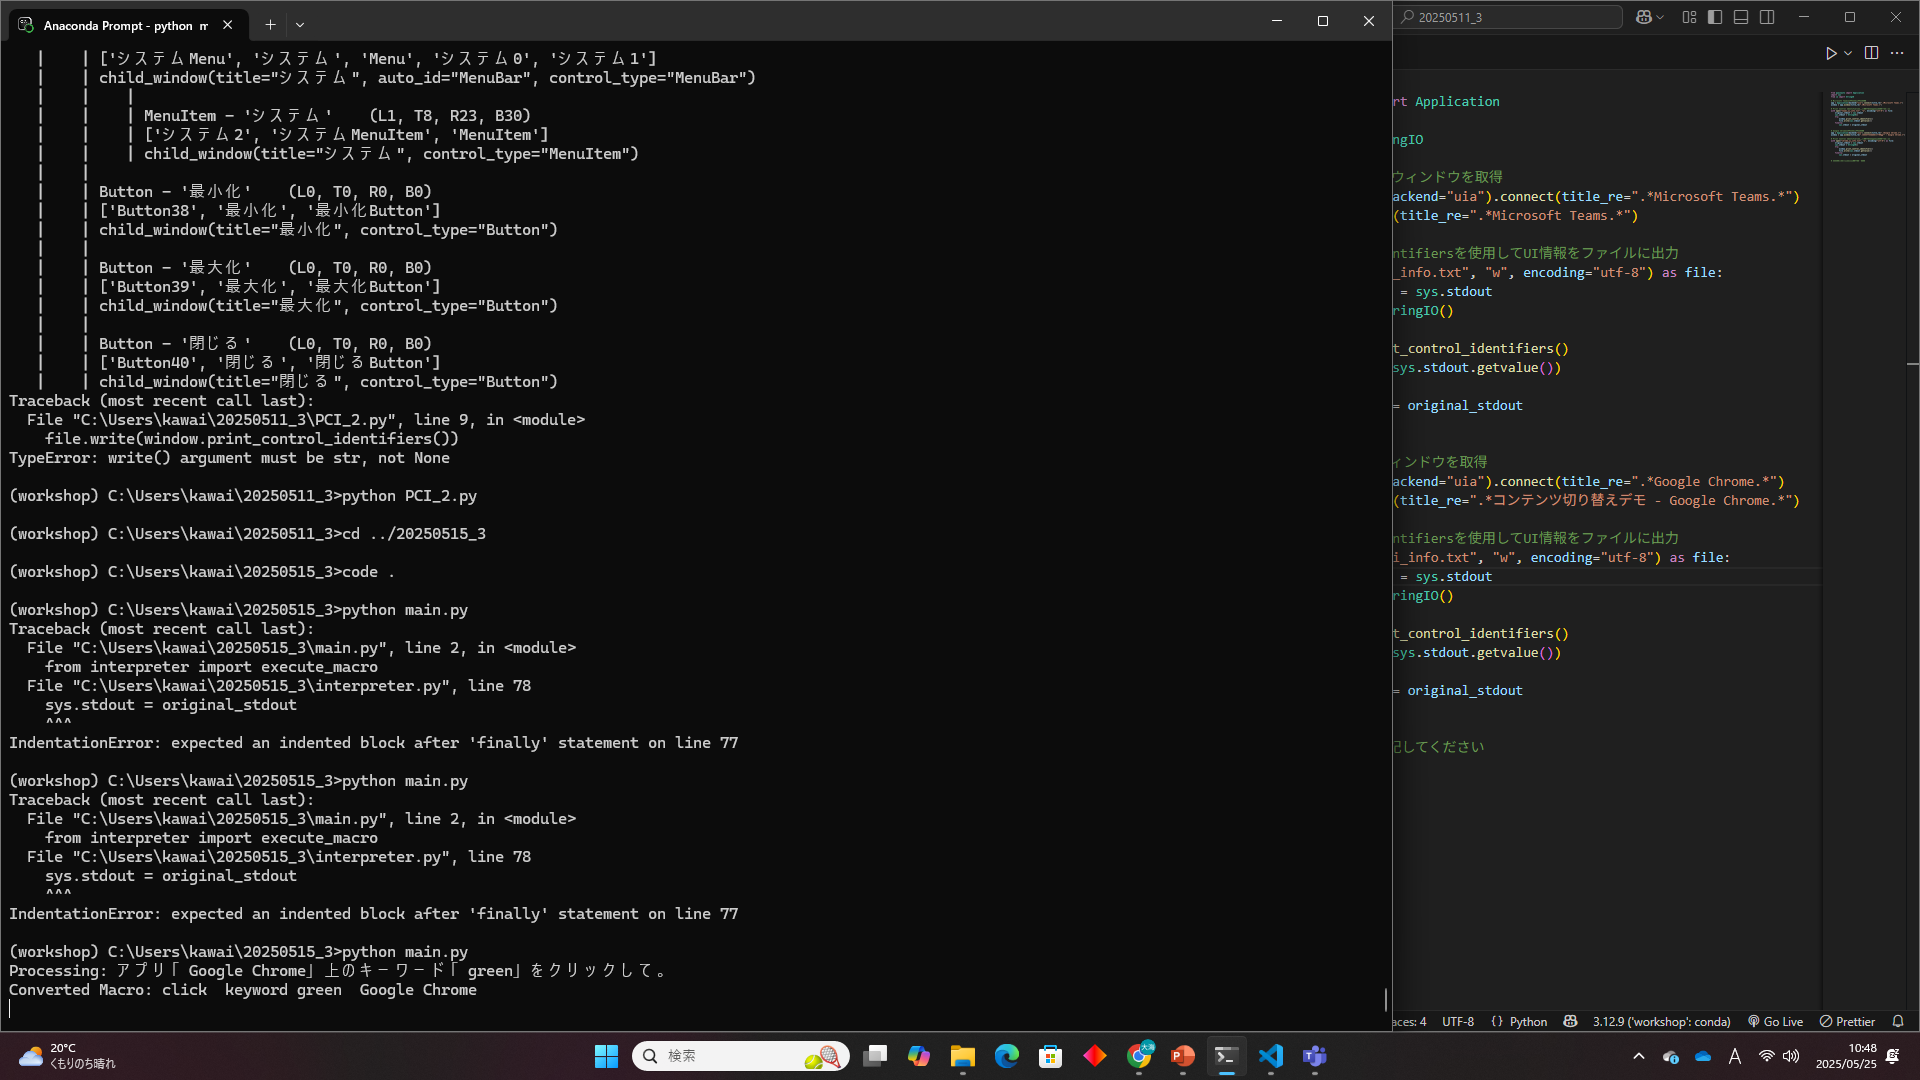 Anaconda Prompt - python m
['システムMenu', 'システム', 'Menu', 'システム0', 'システム1']
child_window(title="システム", auto_id="MenuBar", control_type="MenuBar")
MenuItem - 'システム'    (L1, T8, R23, B30)
['システム2', 'システムMenuItem', 'MenuItem']
child_window(title="システム", control_type="MenuItem")
Button - '最小化'    (L0, T0, R0, B0)
['Button38', '最小化', '最小化Button']
child_window(title="最小化", control_type="Button")
Button - '最大化'    (L0, T0, R0, B0)
['Button39', '最大化', '最大化Button']
child_window(title="最大化", control_type="Button")
Button - '閉じる'    (L0, T0, R0, B0)
['Button40', '閉じる', '閉じるButton']
child_window(title="閉じる", control_type="Button")
Traceback (most recent call last):
File "C:\Users\kawai\20250511_3\PCI_2.py", line 9, in <module>
file.write(window.print_control_identifiers())
TypeError: write() argument must be str, not None
(workshop) C:\Users\kawai\20250511_3>python PCI_2.py
(workshop) C:\Users\kawai\20250511_3>cd ../20250515_3
(workshop) C:\Users\kawai\20250515_3>code .
(workshop) C:\Users\kawai\20250515_3>python main.py
Traceback (most recent call last):
File "C:\Users\kawai\20250515_3\main.py", line 2, in <module>
from interpreter import execute_macro
File "C:\Users\kawai\20250515_3\interpreter.py", line 78
sys.stdout = original_stdout
^^^
IndentationError: expected an indented block after 'finally' statement on line 77
(workshop) C:\Users\kawai\20250515_3>python main.py
Traceback (most recent call last):
File "C:\Users\kawai\20250515_3\main.py", line 2, in <module>
from interpreter import execute_macro
File "C:\Users\kawai\20250515_3\interpreter.py", line 78
sys.stdout = original_stdout
^^^
IndentationError: expected an indented block after 'finally' statement on line 77
(workshop) C:\Users\kawai\20250515_3>python main.py
Processing: アプリ「Google Chrome」上のキーワード「green」をクリックして。
Converted Macro: click  keyword green  Google Chrome
20250511_3
rt Application
ngIO
ウィンドウを取得
ackend="uia").connect(title_re=".*Microsoft Teams.*")
(title_re=".*Microsoft Teams.*")
ntifiersを使用してUI情報をファイルに出力
_info.txt", "w", encoding="utf-8") as file:
= sys.stdout
ringIO()
t_control_identifiers()
sys.stdout.getvalue())
= original_stdout
ィンドウを取得
ackend="uia").connect(title_re=".*Google Chrome.*")
(title_re=".*コンテンツ切り替えデモ - Google Chrome.*")
ntifiersを使用してUI情報をファイルに出力
i_info.txt", "w", encoding="utf-8") as file:
= sys.stdout
ringIO()
t_control_identifiers()
sys.stdout.getvalue())
= original_stdout
記してください
aces: 4 UTF-8 {} Python 3.12.9 ('workshop': conda) Go Live Prettier
20°C
くもりのち晴れ
検索
大海
A
10:48
2025/05/25